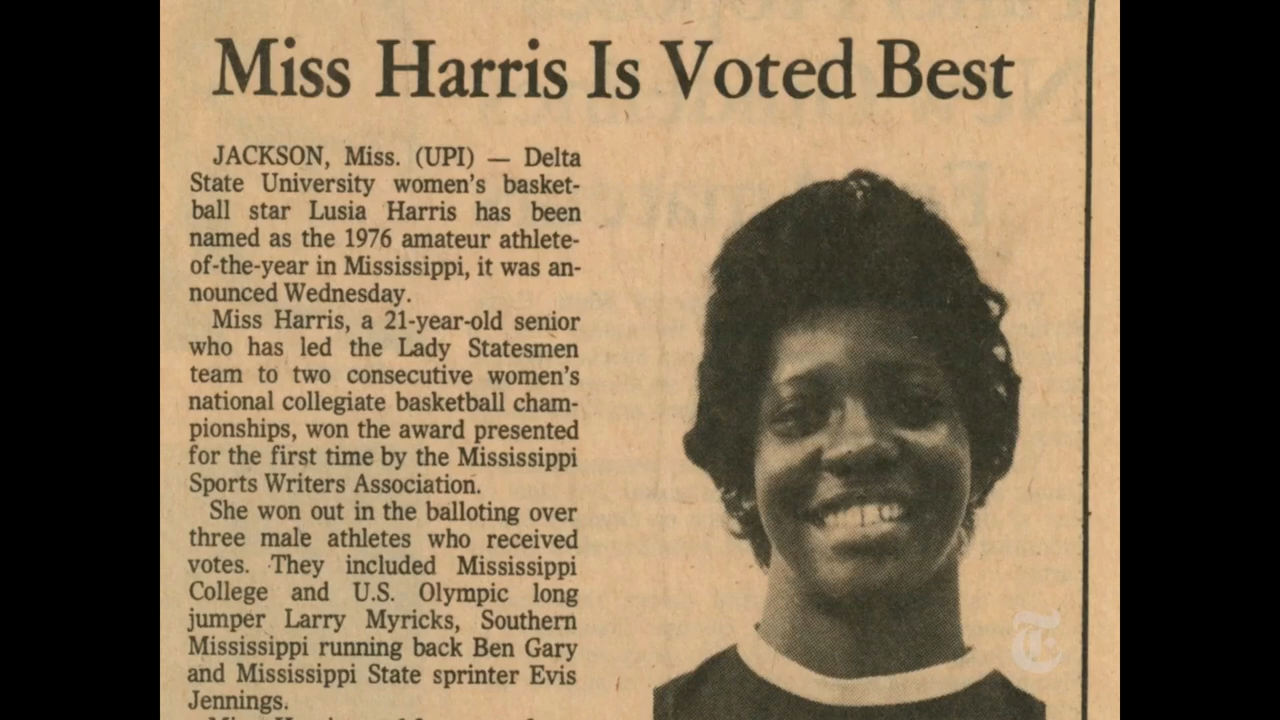 Miss Harris Is Voted Best
JACKSON, Miss. (UPI) — Delta
State University women's basket-
ball star Lusia Harris has been
named as the 1976 amateur athlete-
of-the-year in Mississippi, it was an-
nounced Wednesday.
Miss Harris, a 21-year-old senior
who has led the Lady Statesmen
team to two consecutive women's
national collegiate basketball cham-
pionships, won the award presented
for the first time by the Mississippi
Sports Writers Association.
She won out in the balloting over
three male athletes who received
votes. They included Mississippi
College and U.S. Olympic long
jumper Larry Myricks, Southern
Mississippi running back Ben Gary
and Mississippi State sprinter Evis
Jennings.
T